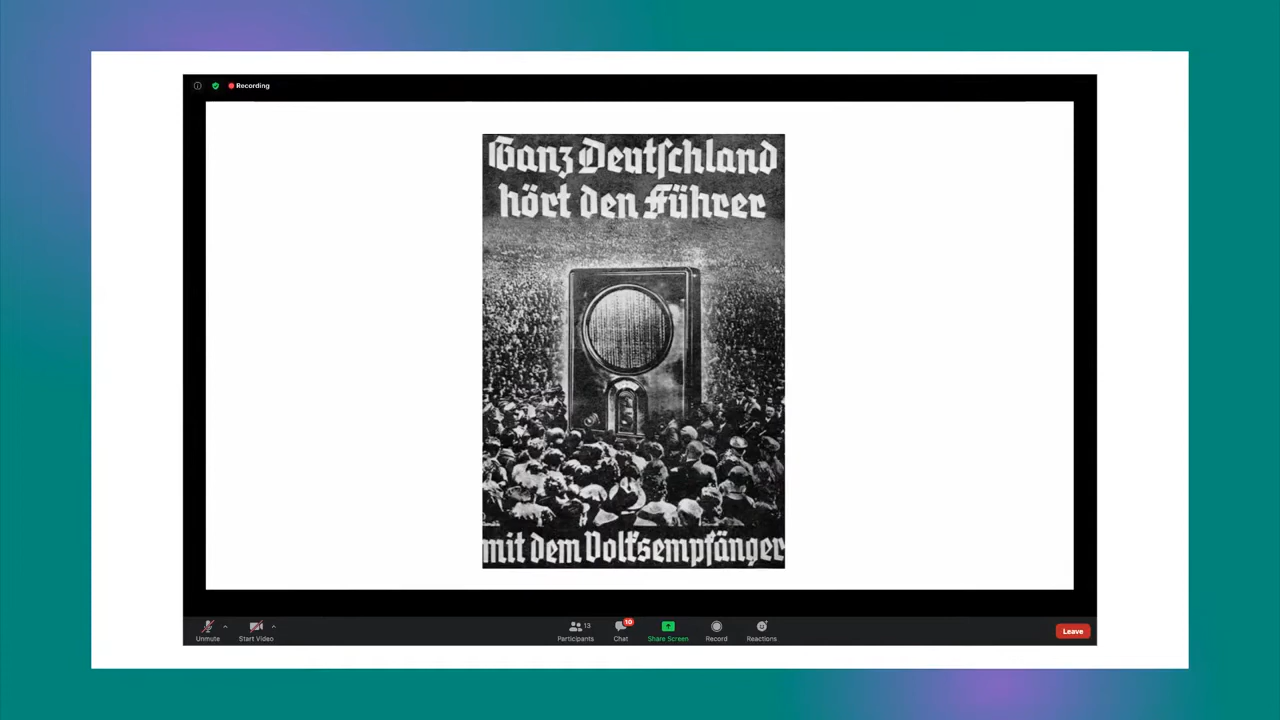 Recording
Ganz Deutschland
hört den Führer
mit dem Volksempfänger
Unmute
Start Video
Participants
13
Chat
10
Share Screen
Record
Reactions
Leave